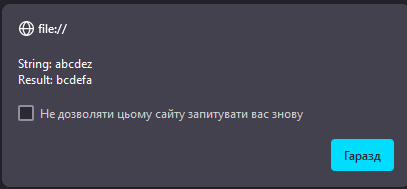 file://
String: abcdez
Result: bcdefa
Не дозволяти цьому сайту запитувати вас знову
Гаразд